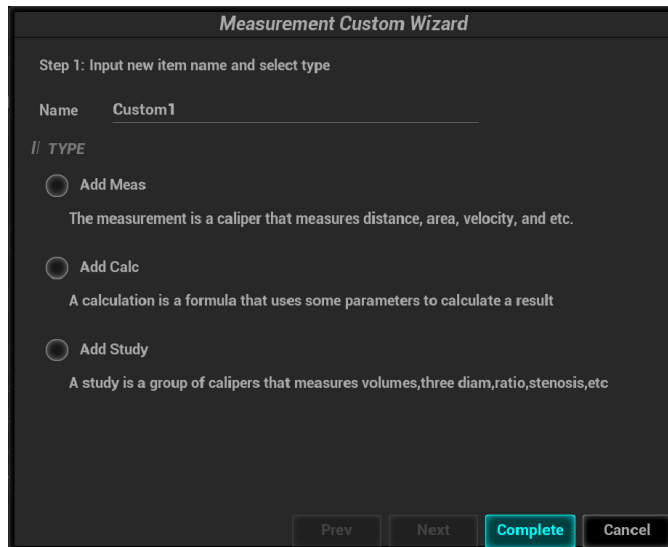 Measurement Custom Wizard
Step 1: Input new item name and select type
Name Custom1
TYPE
Add Meas
The measurement is a caliper that measures distance, area, velocity, and etc.
Add Calc
A calculation is a formula that uses some parameters to calculate a result
Add Study
A study is a group of calipers that measures volumes,three diam,ratio,stenosis,etc
Prev Next Complete Cancel